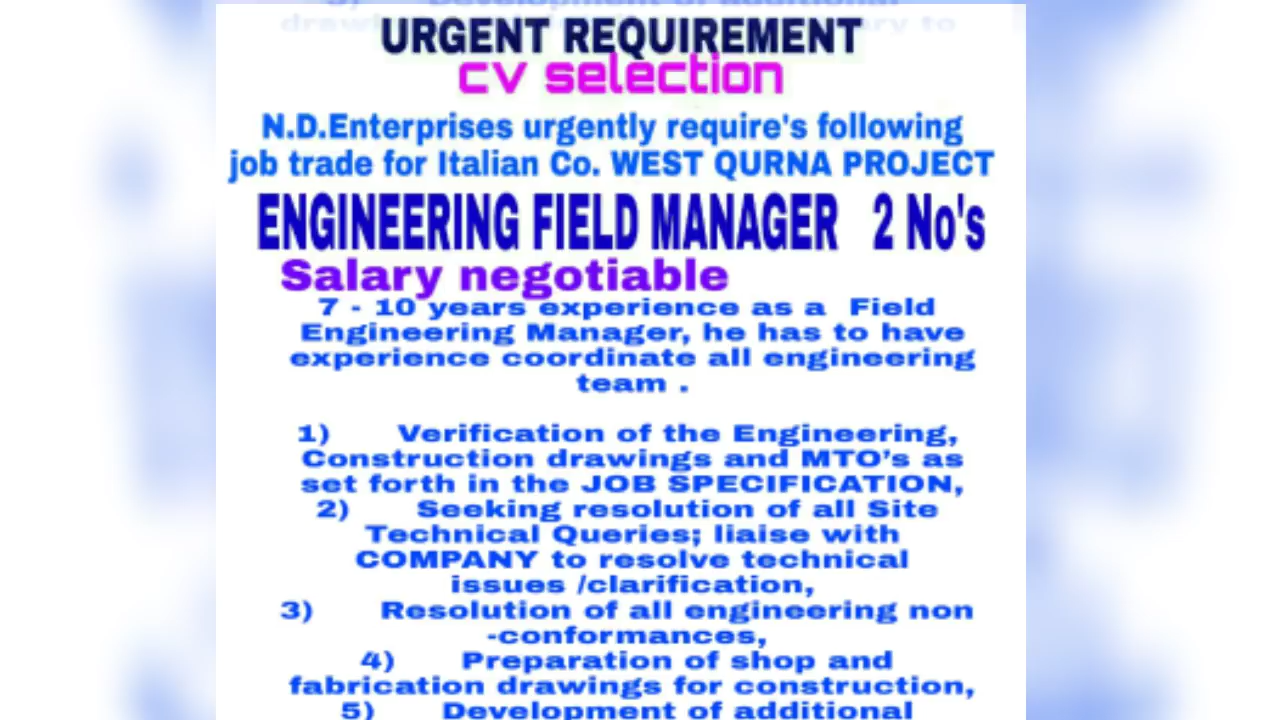 URGENT REQUIREMENT
cv selection
N.D.Enterprises urgently require's following
job trade for Italian Co. WEST QURNA PROJECT
ENGINEERING FIELD MANAGER 2 No's
Salary negotiable
7 - 10 years experience as a Field
Engineering Manager, he has to have
experience coordinate all engineering
team .
1) Verification of the Engineering,
Construction drawings and MTO's as
set forth in the JOB SPECIFICATION,
2) Seeking resolution of all Site
Technical Queries; liaise with
COMPANY to resolve technical
issues /clarification,
3) Resolution of all engineering non
-conformances,
4) Preparation of shop and
fabrication drawings for construction,
5) Development of additional